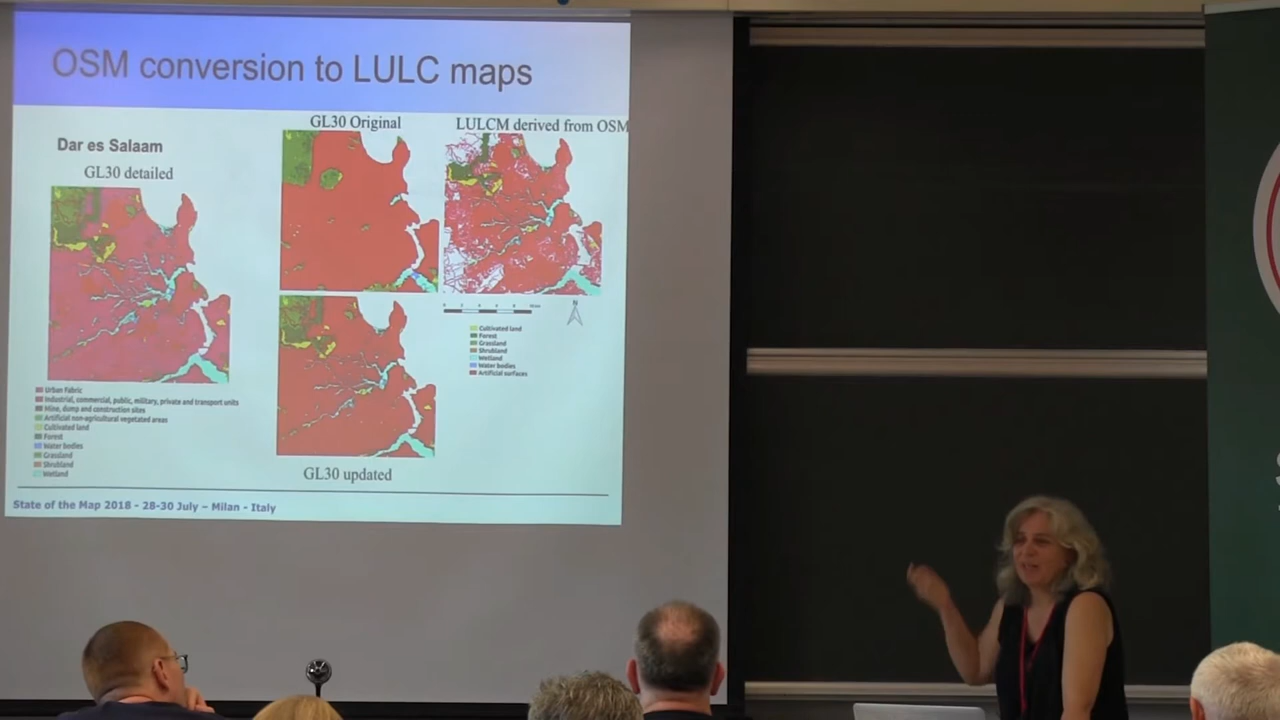 OSM conversion to LULC maps
GL30 Original
LULCM derived from OSM
Dar es Salaam
GL30 detailed
N
Cultivated land
Forest
Grassland
Shrubland
Wetland
Water bodies
Artificial surfaces
Urban Fabric
Industrial, commercial, public, military, private and transport units
Mine, dump and construction sites
Artificial non-agricultural vegetated areas
Cultivated land
Forest
Water bodies
Grassland
Shrubland
Wetland
GL30 updated
State of the Map 2018 - 28-30 July – Milan - Italy